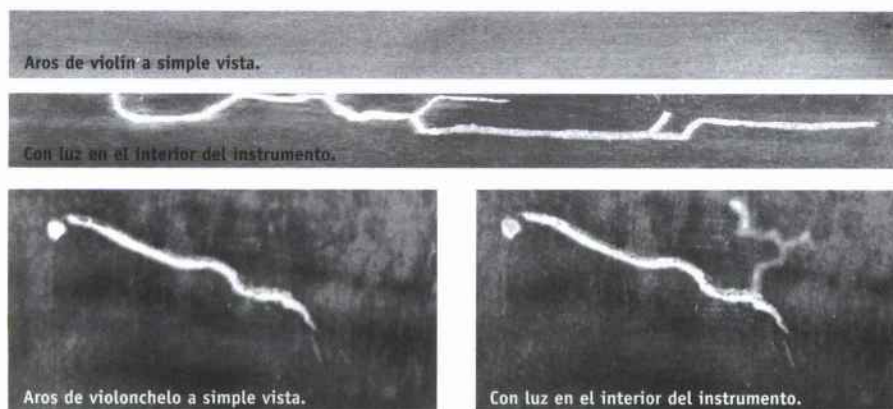 Aros de violín a simple vista.
Con luz en el interior del instrumento.
Aros de violonchelo a simple vista.
Con luz en el interior del instrumento.